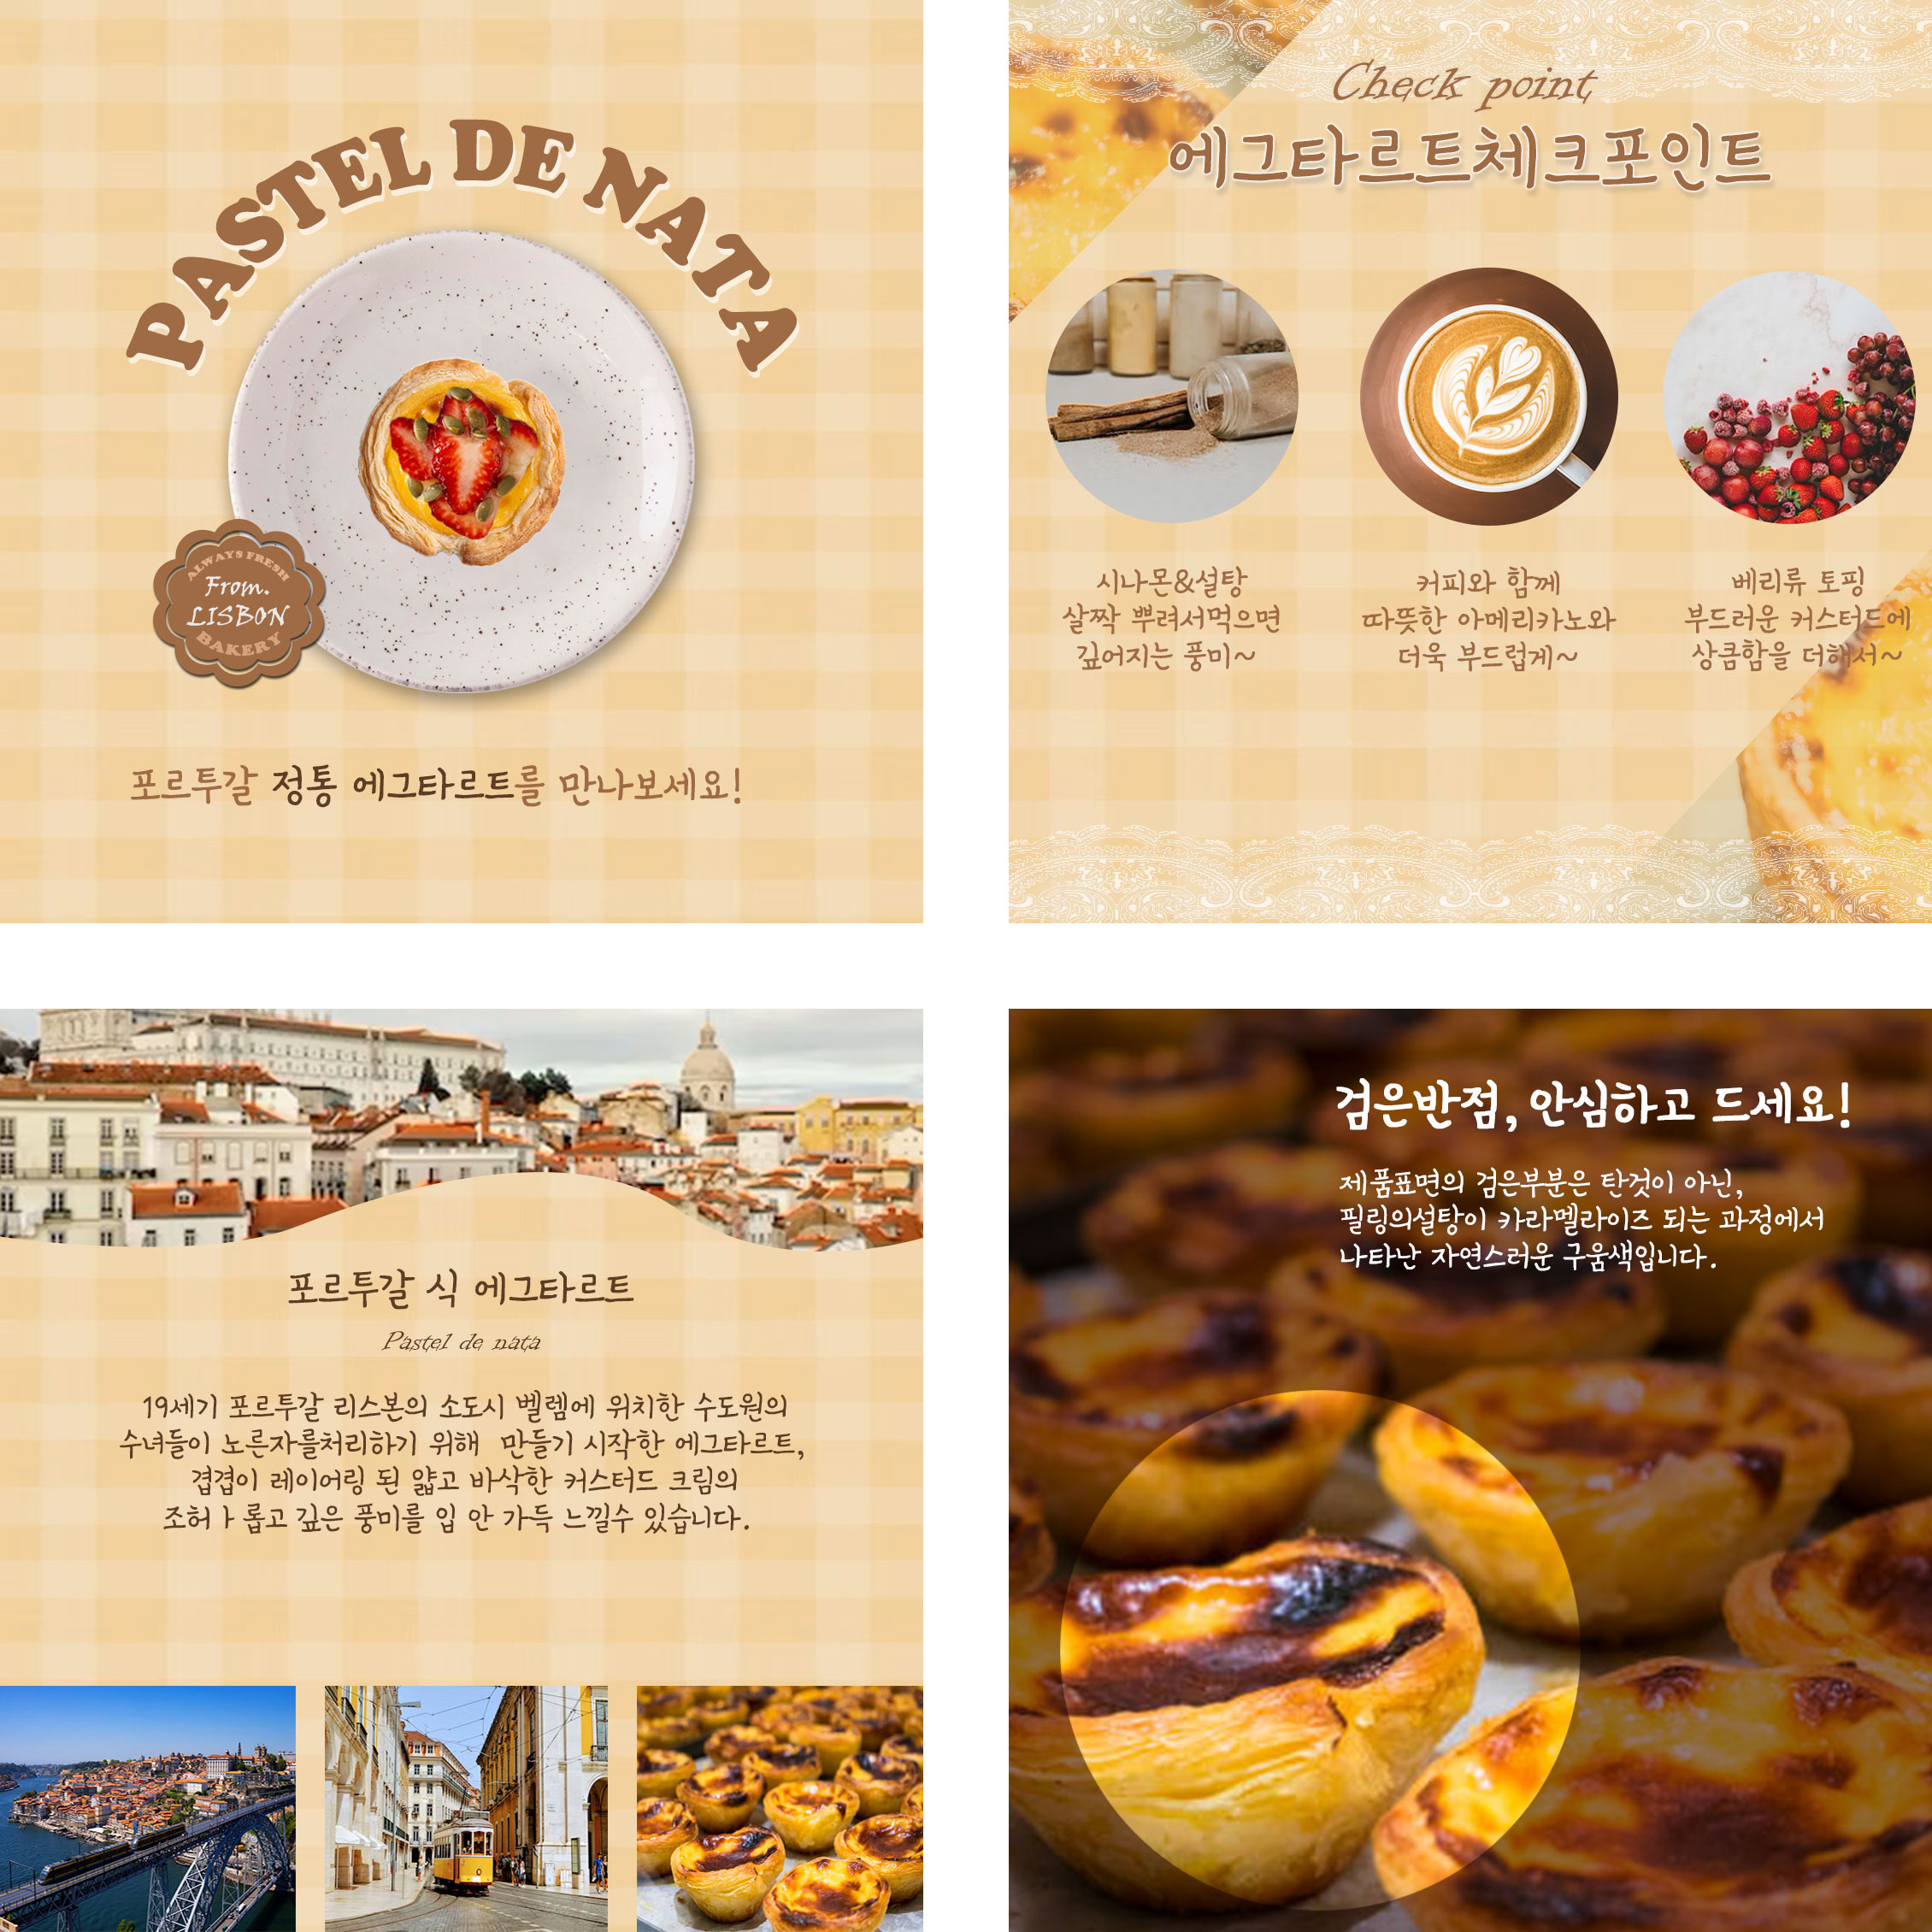 PASTEL DE NATA
ALWAYS FRESH
From.
LISBON
BAKERY
포르투갈 정통 에그타르트를 만나보세요!
Check point
에그타르트체크포인트
시나몬&설탕
살짝 뿌려서먹으면
깊어지는 풍미~
커피와 함께
따뜻한 아메리카노와
더욱 부드럽게~
베리류 토핑
부드러운 커스터드에
상큼함을 더해서~
포르투갈 식 에그타르트
Pastel de nata
19세기 포르투갈 리스본의 소도시 벨렘에 위치한 수도원의
수녀들이 노른자를처리하기 위해 만들기 시작한 에그타르트,
겹겹이 레이어링 된 얇고 바삭한 커스터드 크림의
조허ㅏ롭고 깊은 풍미를 입 안 가득 느낄수 있습니다.
검은반점, 안심하고 드세요!
제품표면의 검은부분은 탄것이 아닌,
필링의설탕이 카라멜라이즈 되는 과정에서
나타난 자연스러운 구움색입니다.